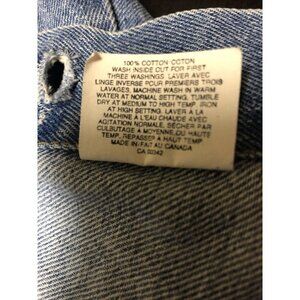 100% COTTON COTON
WASH INSIDE OUT FOR FIRST
THREE WASHINGS. LAVER AVEC
LINGE INVERSE POUR PREMIERS TROIS
LAVAGES, MACHINE WASH IN WARM
WATER AT NORMAL SETTING, TUMBLE
DRY AT MEDIUM TO HIGH TEMP, IRON
AT HIGH SETTING. LAVER A LA
MACHINE A L'EAU CHAUDE AVEC
AGITATION NORMALE, SECHER PAR
CULBUTAGE A MOYENNE OU HAUTE
TEMP, REPASSER A HAUT TEMP.
MADE IN/FAIT AU CANADA
CA 00342